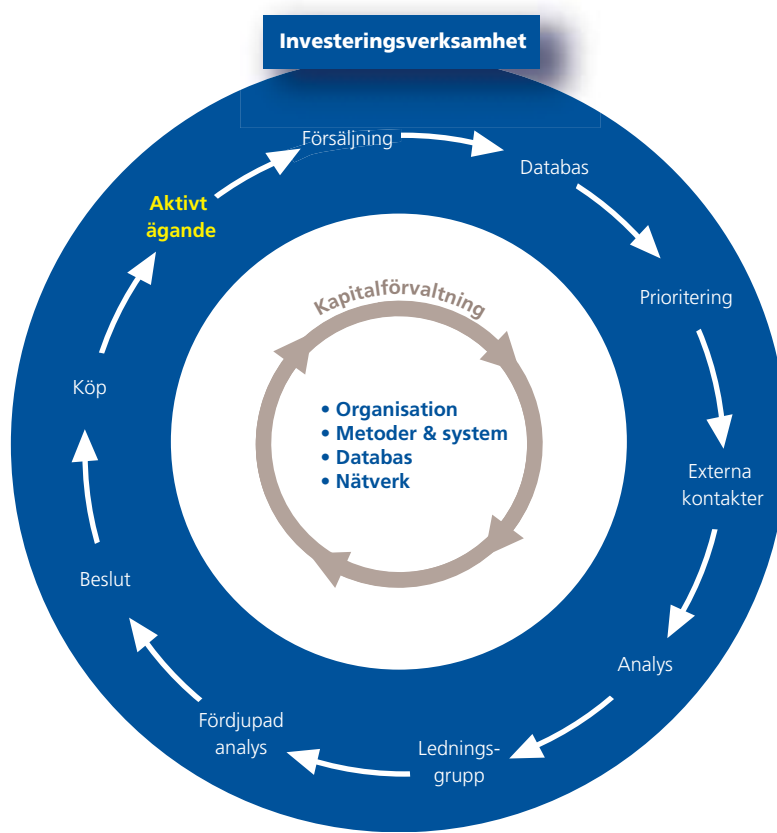 Investeringsverksamhet
Försäljning
Databas
Prioritering
Externa
kontakter
Analys
Lednings-
grupp
Fördjupad
analys
Beslut
Köp
Aktivt
ägande
Kapitalförvaltning
• Organisation
• Metoder & system
• Databas
• Nätverk